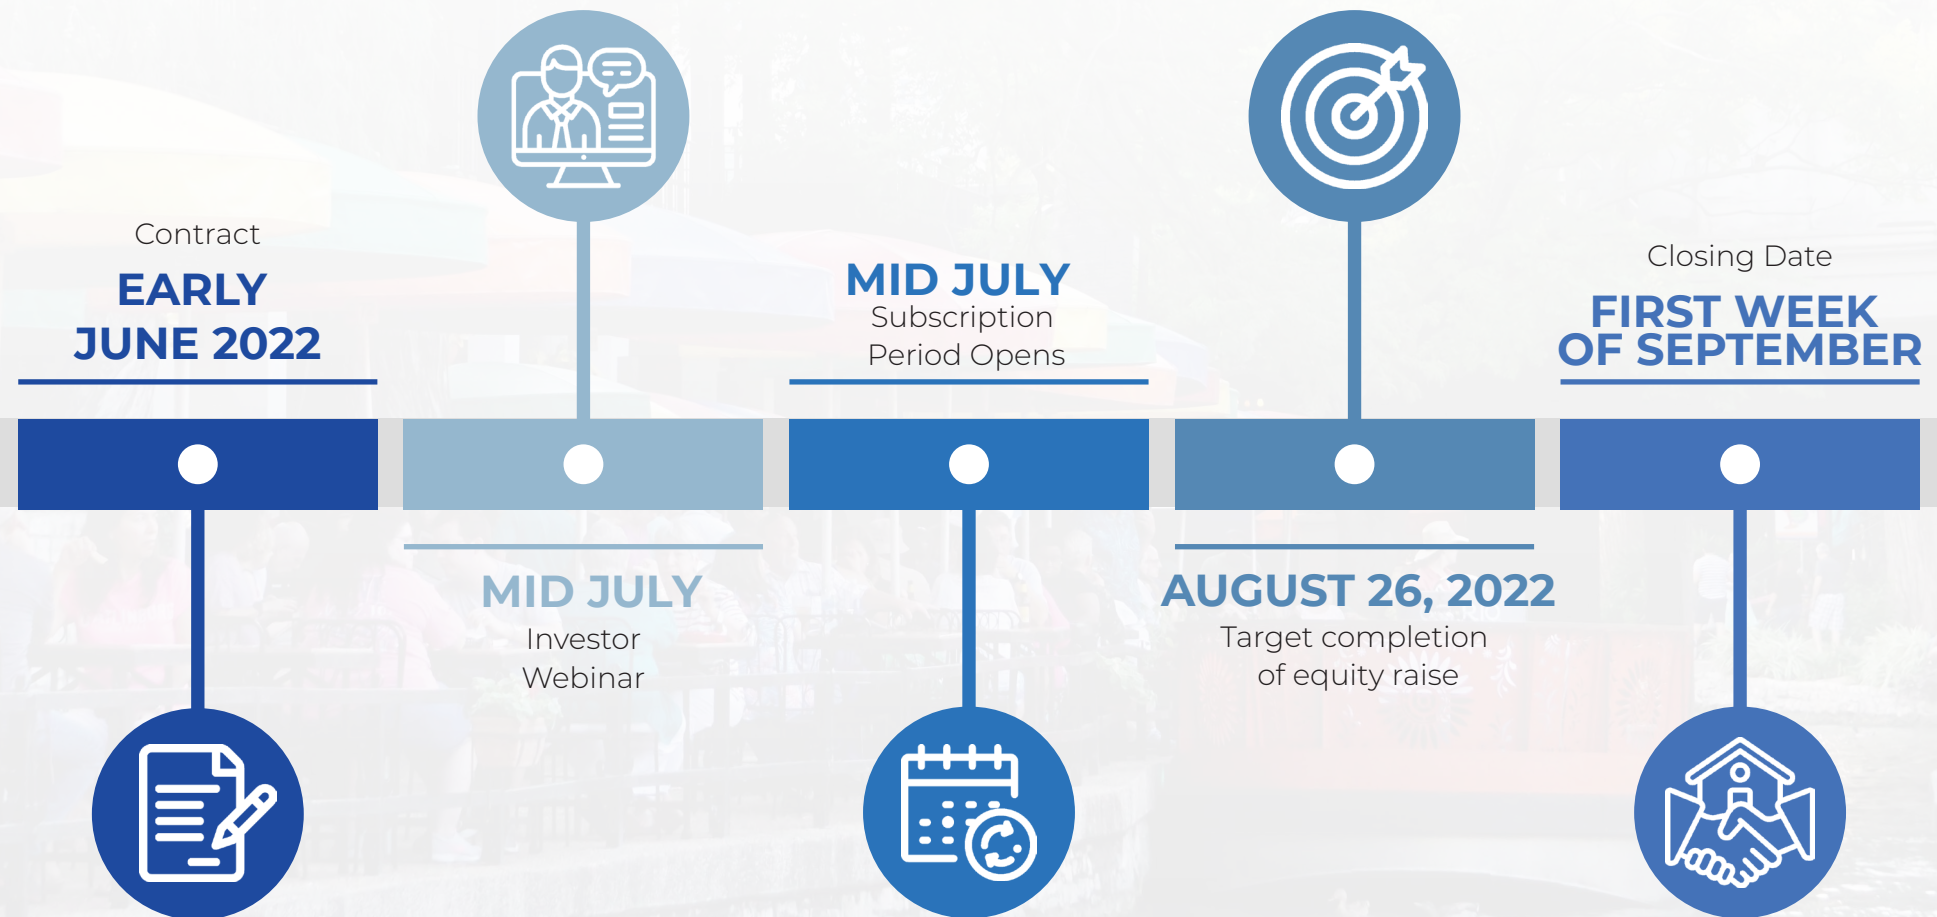 Contract
EARLY
JUNE 2022
MID JULY
Investor
Webinar
MID JULY
Subscription
Period Opens
AUGUST 26, 2022
Target completion
of equity raise
Closing Date
FIRST WEEK
OF SEPTEMBER